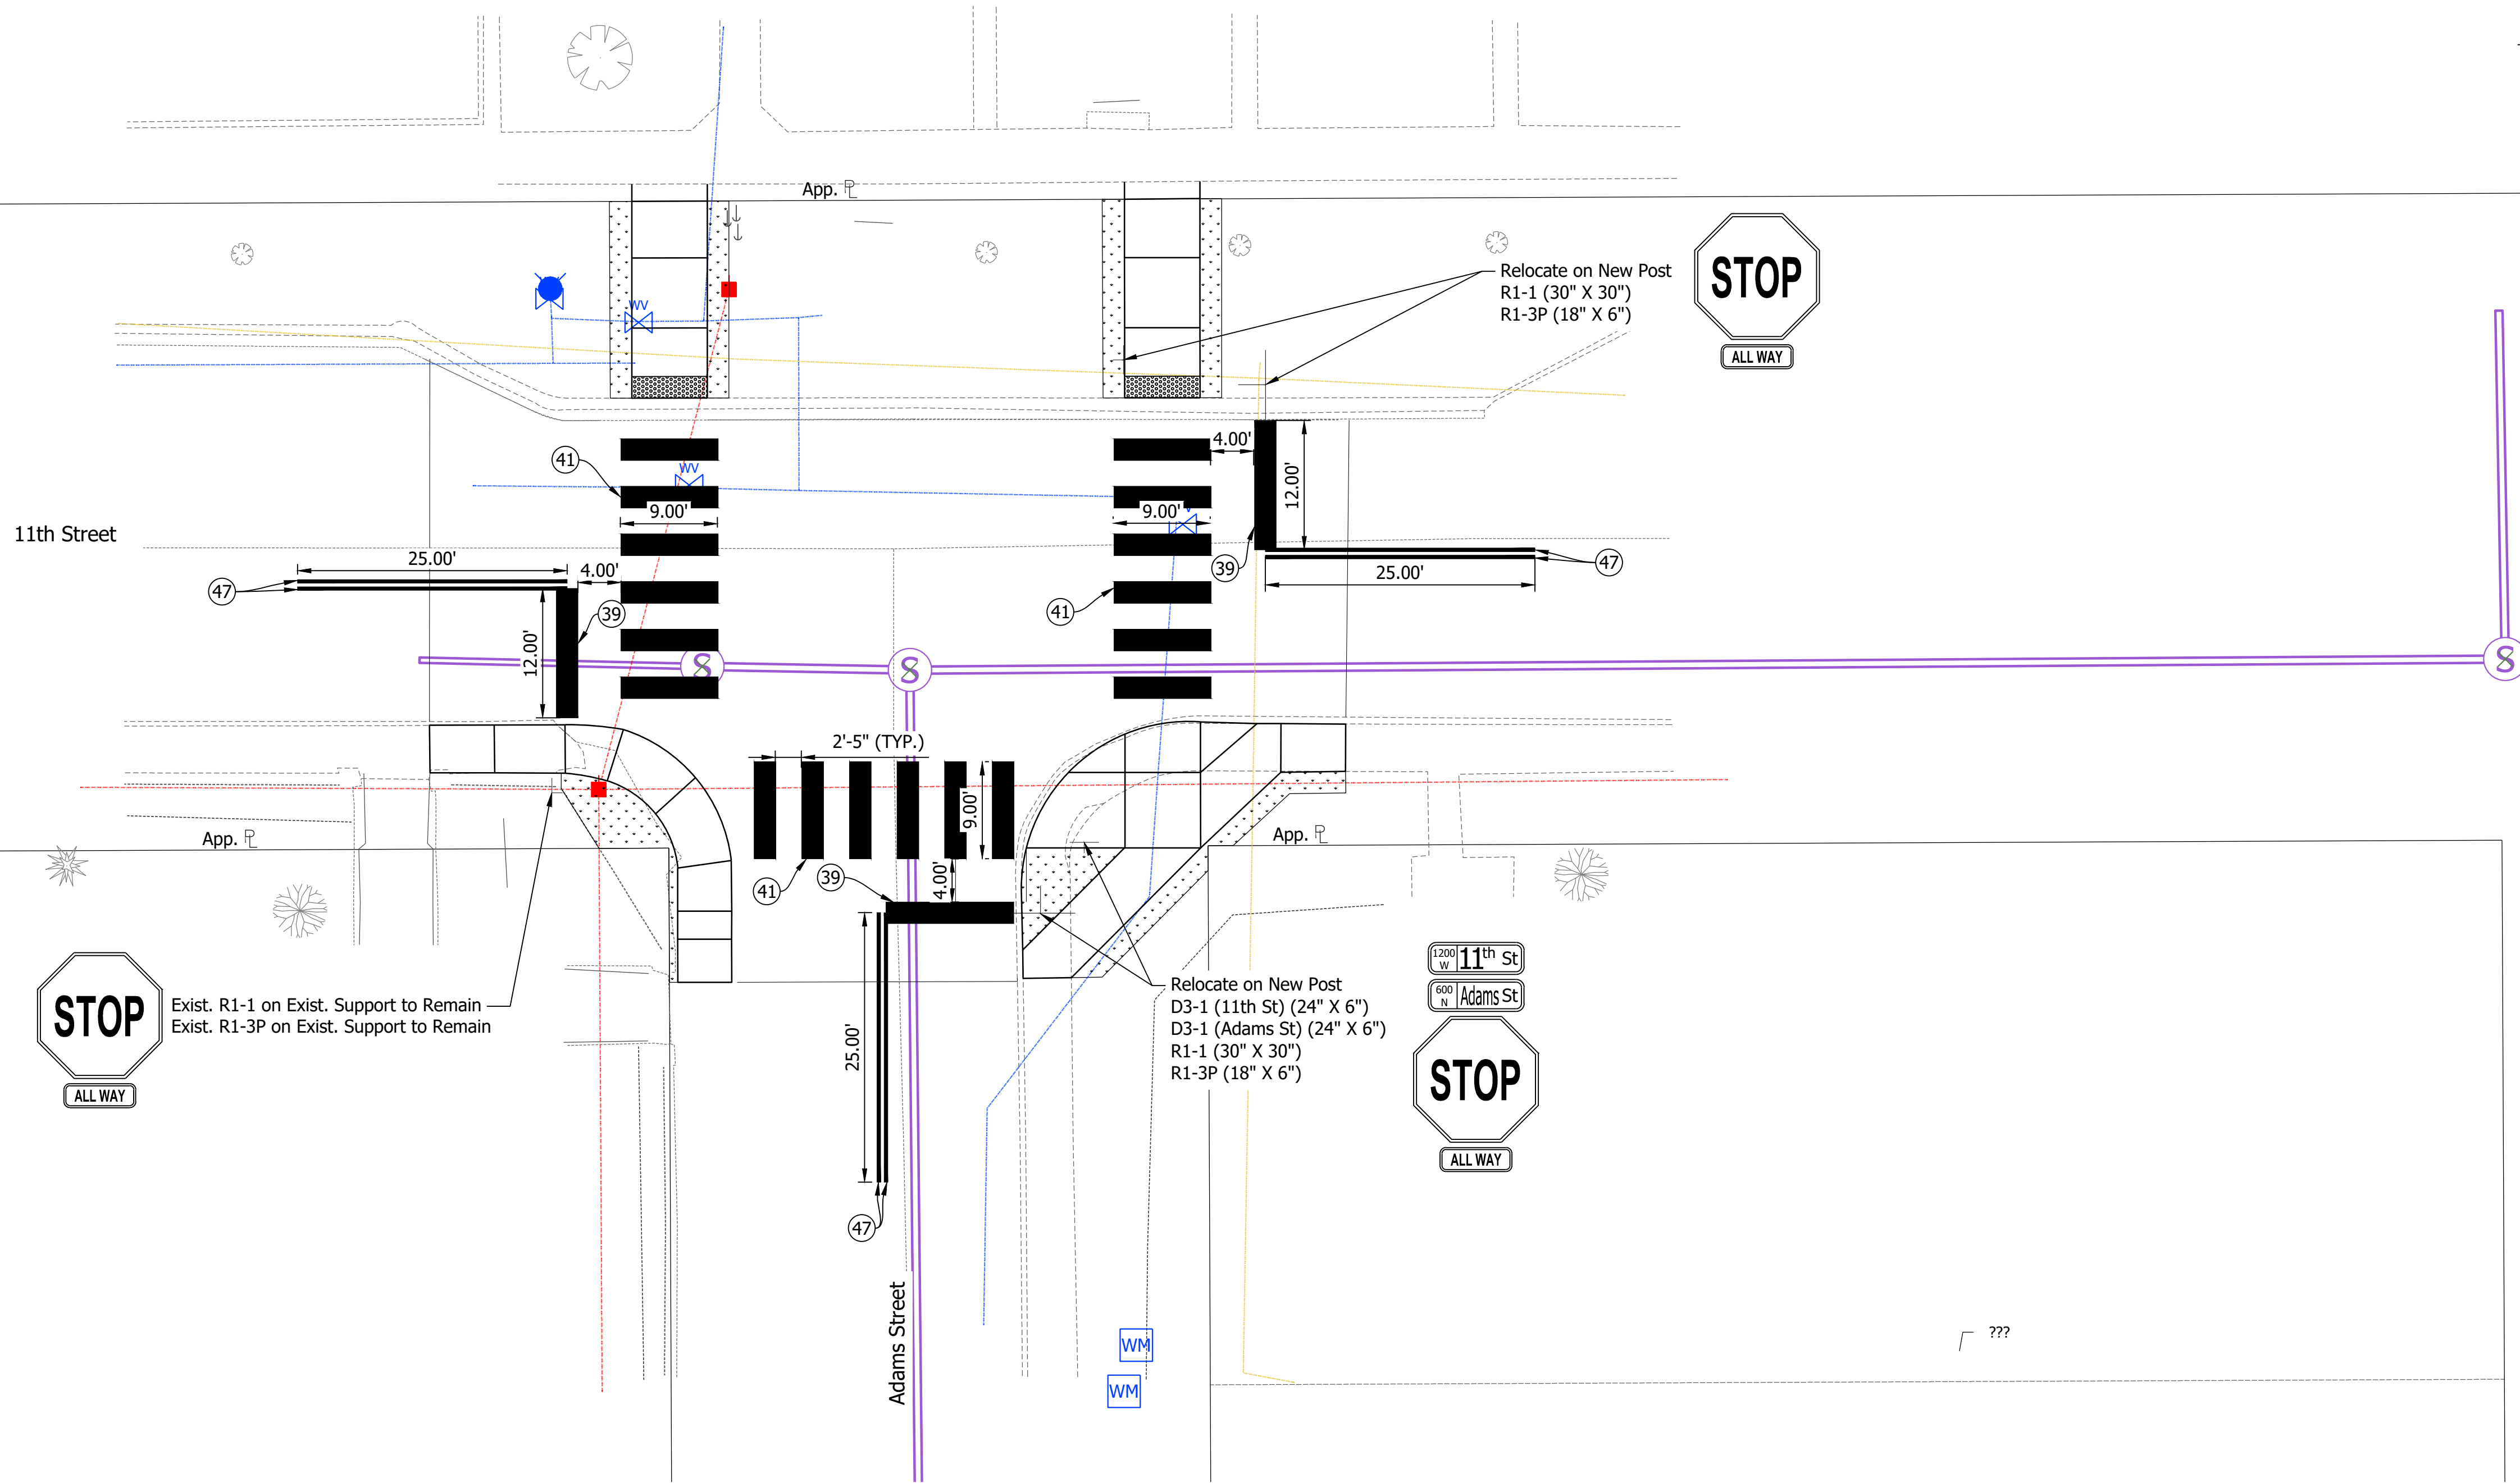 App. PL
Relocate on New Post
R1-1 (30" X 30")
R1-3P (18" X 6")
STOP
ALL WAY
WV
41
WV
9.00'
4.00'
12.00'
9.00'
39
11th Street
25.00'
4.00'
47
39
12.00'
41
25.00'
47
S
S
S
2'-5" (TYP.)
9.00'
App. PL
App. PL
41
39
4.00'
25.00'
47
STOP
ALL WAY
Exist. R1-1 on Exist. Support to Remain
Exist. R1-3P on Exist. Support to Remain
Relocate on New Post
D3-1 (11th St) (24" X 6")
D3-1 (Adams St) (24" X 6")
R1-1 (30" X 30")
R1-3P (18" X 6")
1200 W 11th St
600 N Adams St
STOP
ALL WAY
Adams Street
WM
WM
???